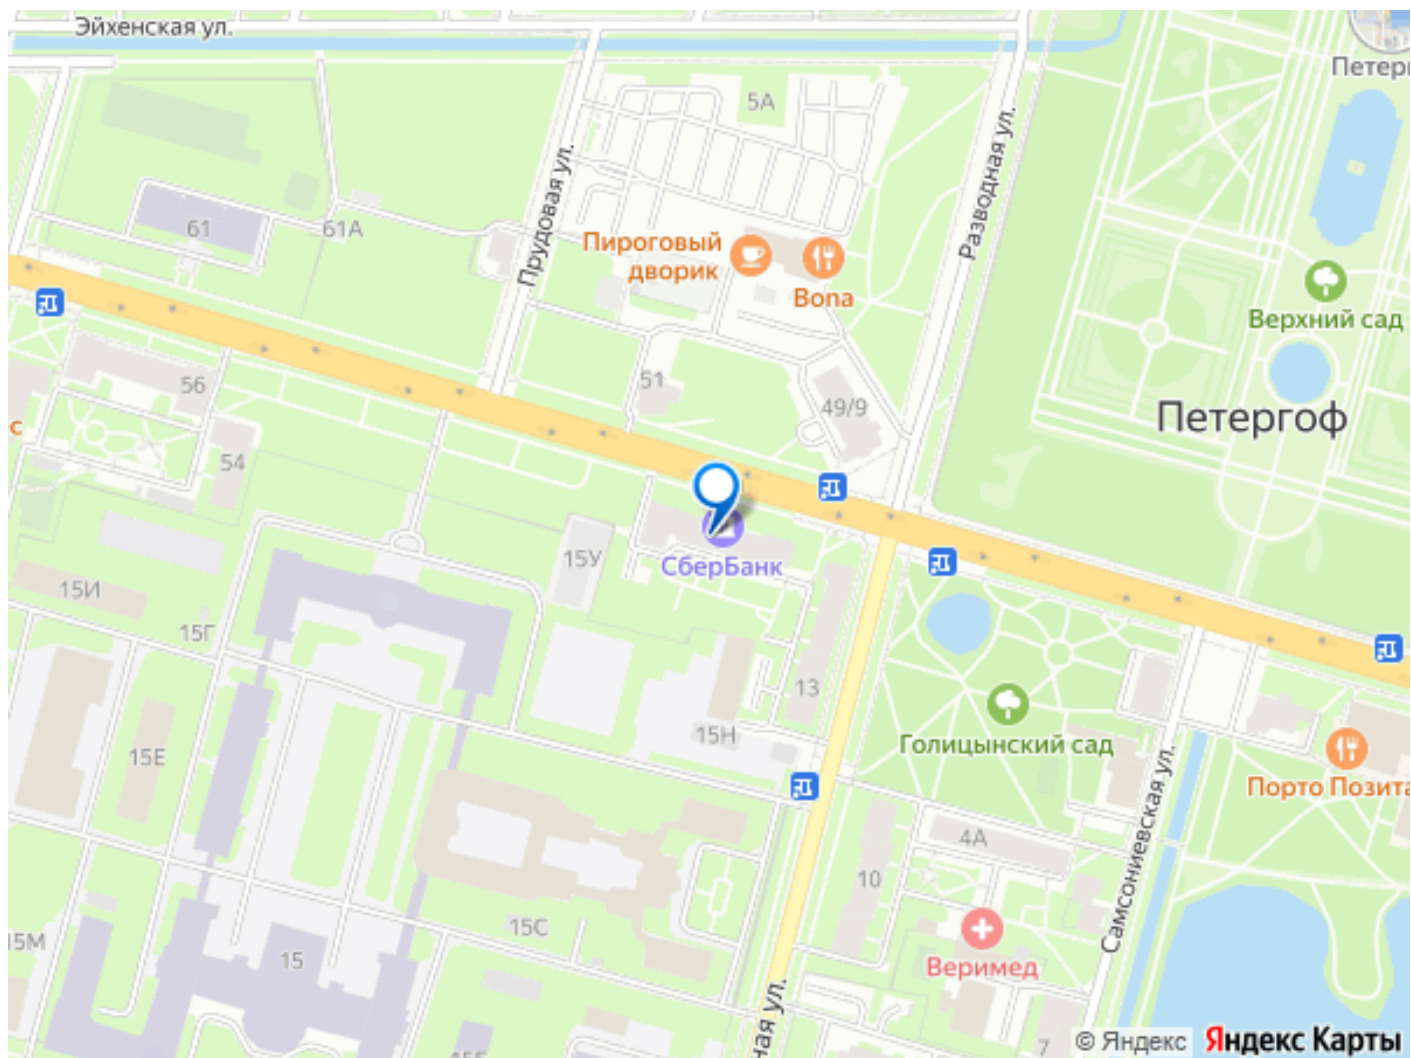 Эйхенская ул.
Петер
5А
Прудовая ул.
Разводная ул.
61
61А
Пироговый
дворик
Bona
Верхний сад
56
51
49/9
Петергоф
с
54
15У
СберБанк
15И
15Г
13
15Н
15Е
Голицынский сад
Порто Позита
Самсониевская ул.
4А
10
15С
15М
15
Веримед
ная ул.
7
© Яндекс
Яндекс Карты